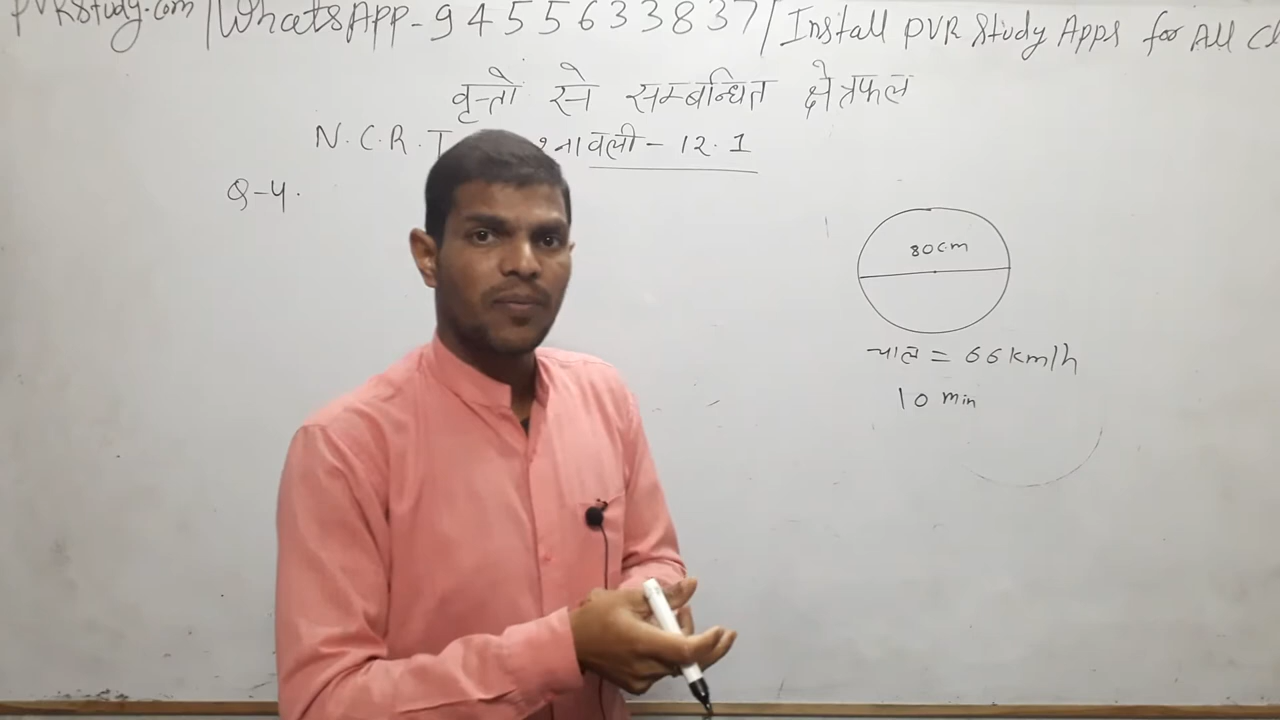 PVRStudy.com | WhatsApp - 9455633837 | Install PVR Study Apps for All
वृत्तों से सम्बन्धित क्षेत्रफल
N.C.R.T वली - 12.1
Q-4.
80cm
चाल = 66 km/h
10 min